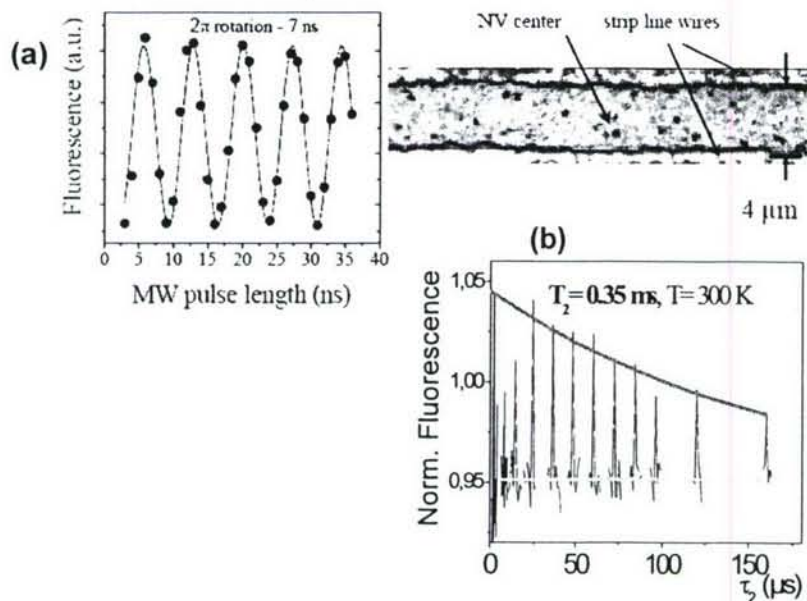 (a)
2π rotation - 7 ns
Fluorescence (a.u.)
0 5 10 15 20 25 30 35 40
MW pulse length (ns)
NV center
strip line wires
4 μm
(b)
T₂ = 0.35 ms, T= 300 K
Norm. Fluorescence
1,05
1,00
0,95
0 50 100 150
τ₂ (μs)